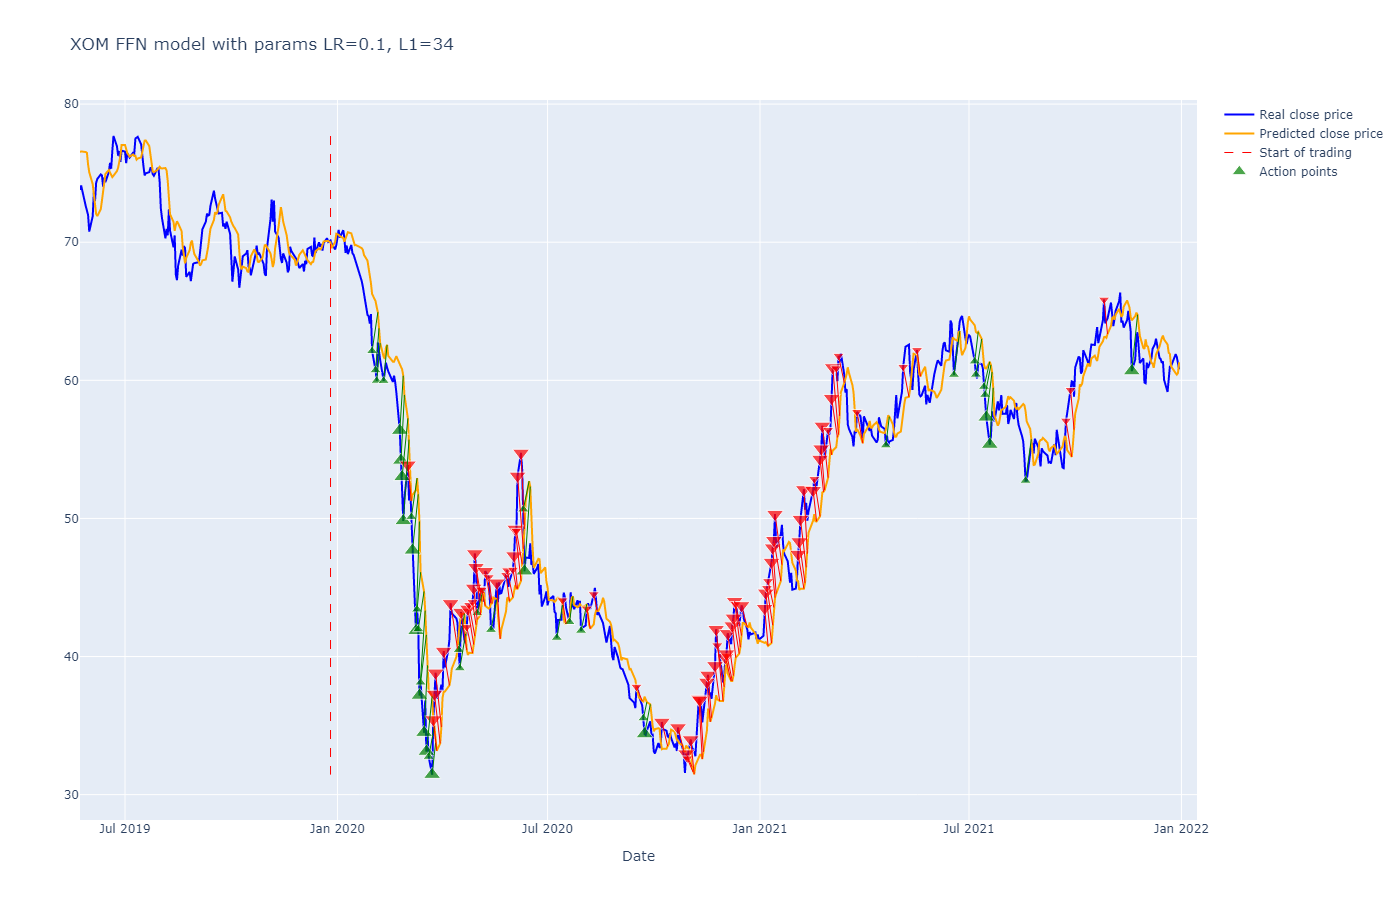 XOM FFN model with params LR=0.1, L1=34
Real close price
Predicted close price
Start of trading
Action points
80
70
60
50
40
30
Jul 2019
Jan 2020
Jul 2020
Jan 2021
Jul 2021
Jan 2022
Date